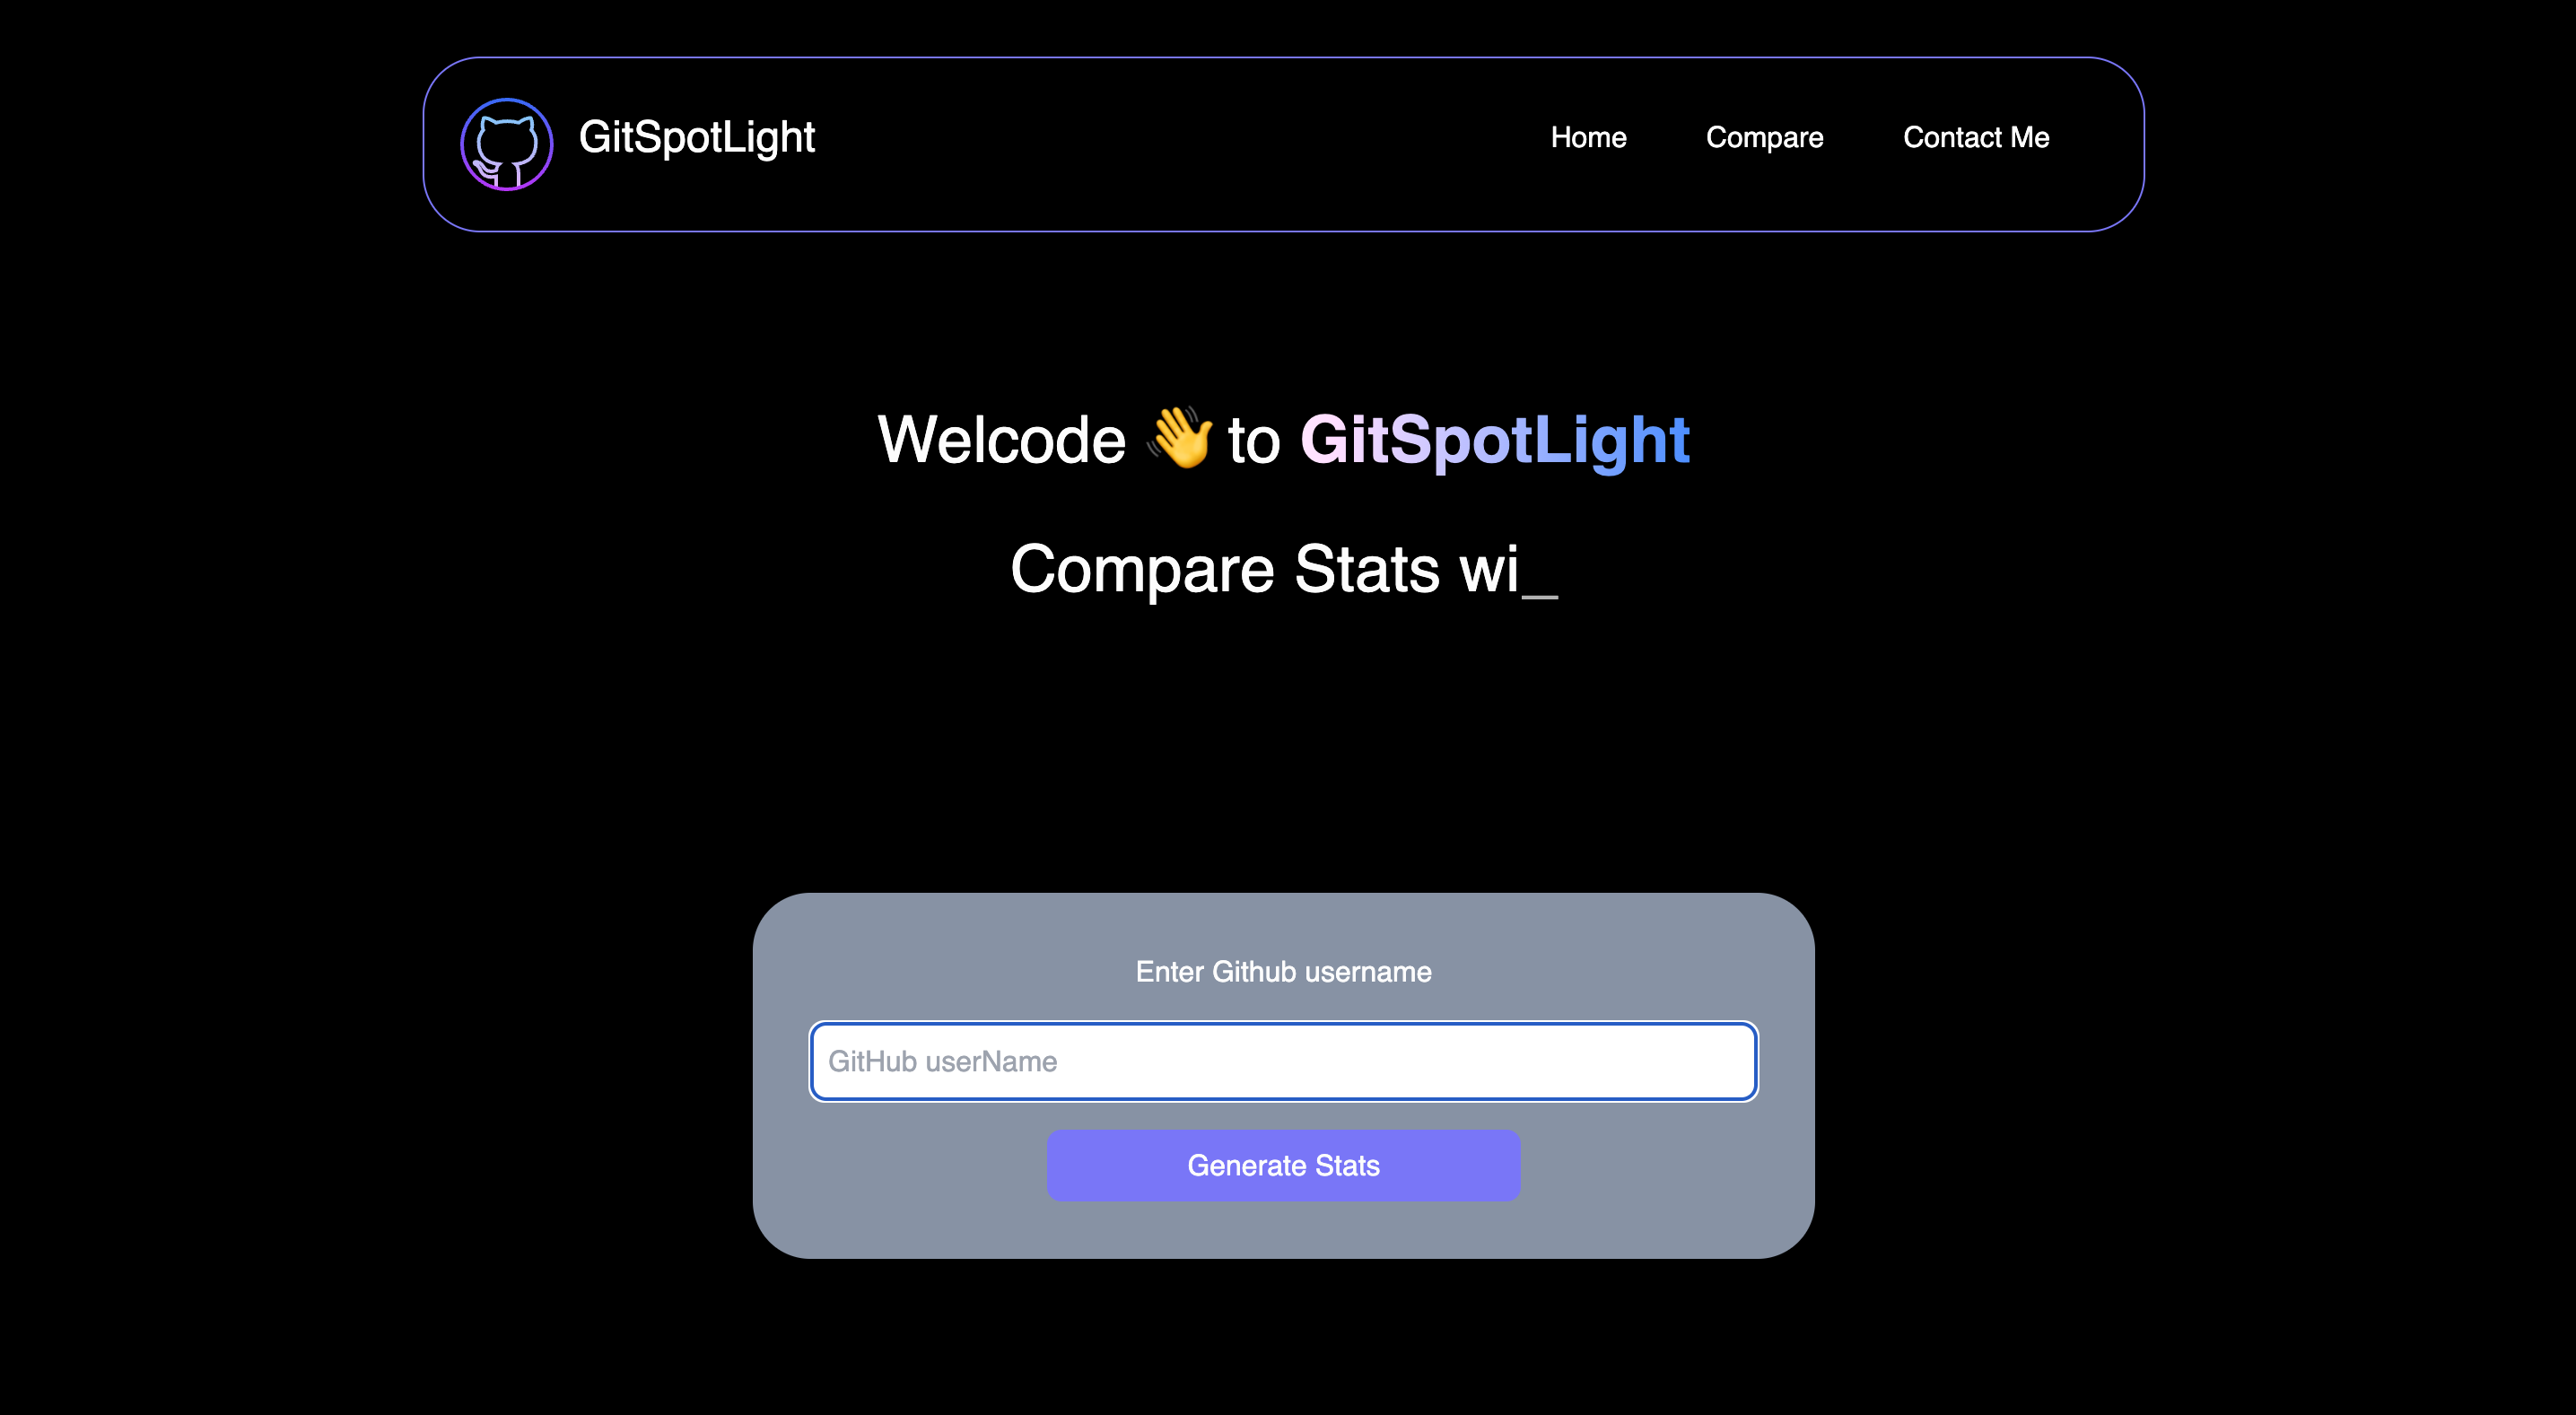 GitSpotLight
Home
Compare
Contact Me
Welcode 👋 to GitSpotLight
Compare Stats wi_
Enter Github username
GitHub userName
Generate Stats